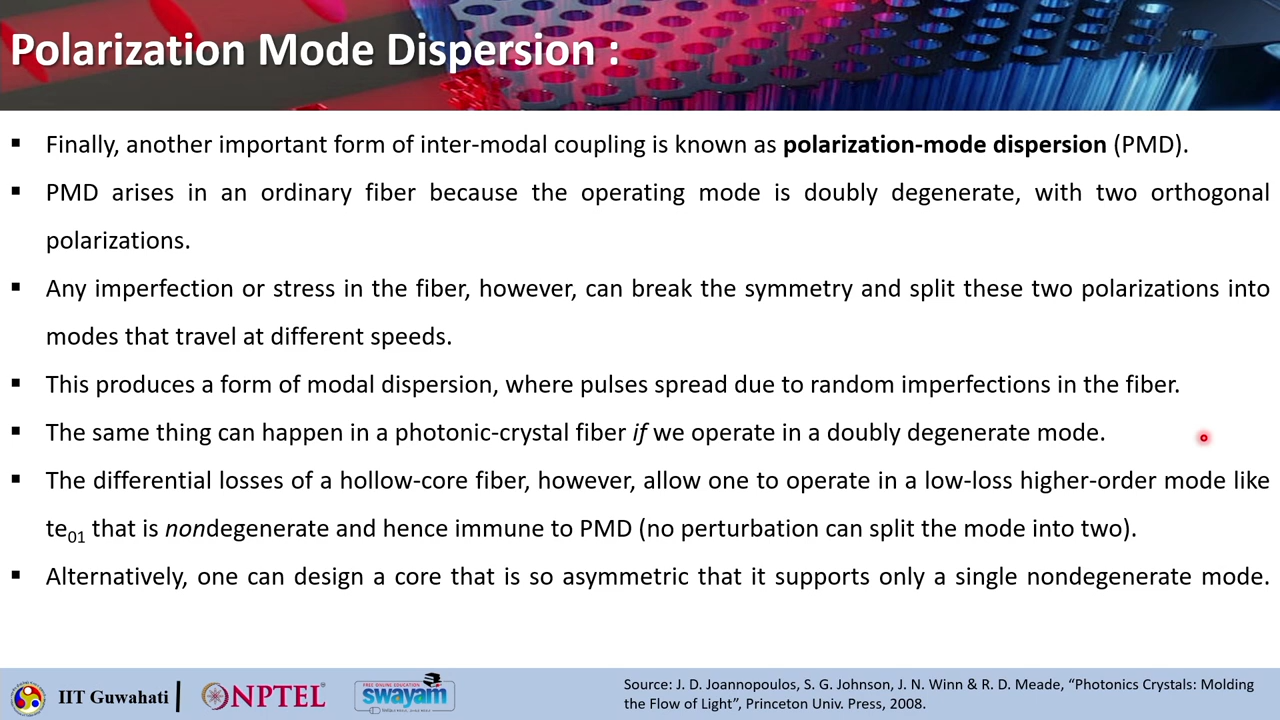 Polarization Mode Dispersion :
▪ Finally, another important form of inter-modal coupling is known as polarization-mode dispersion (PMD).
▪ PMD arises in an ordinary fiber because the operating mode is doubly degenerate, with two orthogonal
polarizations.
▪ Any imperfection or stress in the fiber, however, can break the symmetry and split these two polarizations into
modes that travel at different speeds.
▪ This produces a form of modal dispersion, where pulses spread due to random imperfections in the fiber.
▪ The same thing can happen in a photonic-crystal fiber if we operate in a doubly degenerate mode.
▪ The differential losses of a hollow-core fiber, however, allow one to operate in a low-loss higher-order mode like
te01 that is nondegenerate and hence immune to PMD (no perturbation can split the mode into two).
▪ Alternatively, one can design a core that is so asymmetric that it supports only a single nondegenerate mode.
IIT Guwahati
NPTEL
FREE ONLINE EDUCATION
swayam
Source: J. D. Joannopoulos, S. G. Johnson, J. N. Winn & R. D. Meade, “Photonics Crystals: Molding
the Flow of Light”, Princeton Univ. Press, 2008.